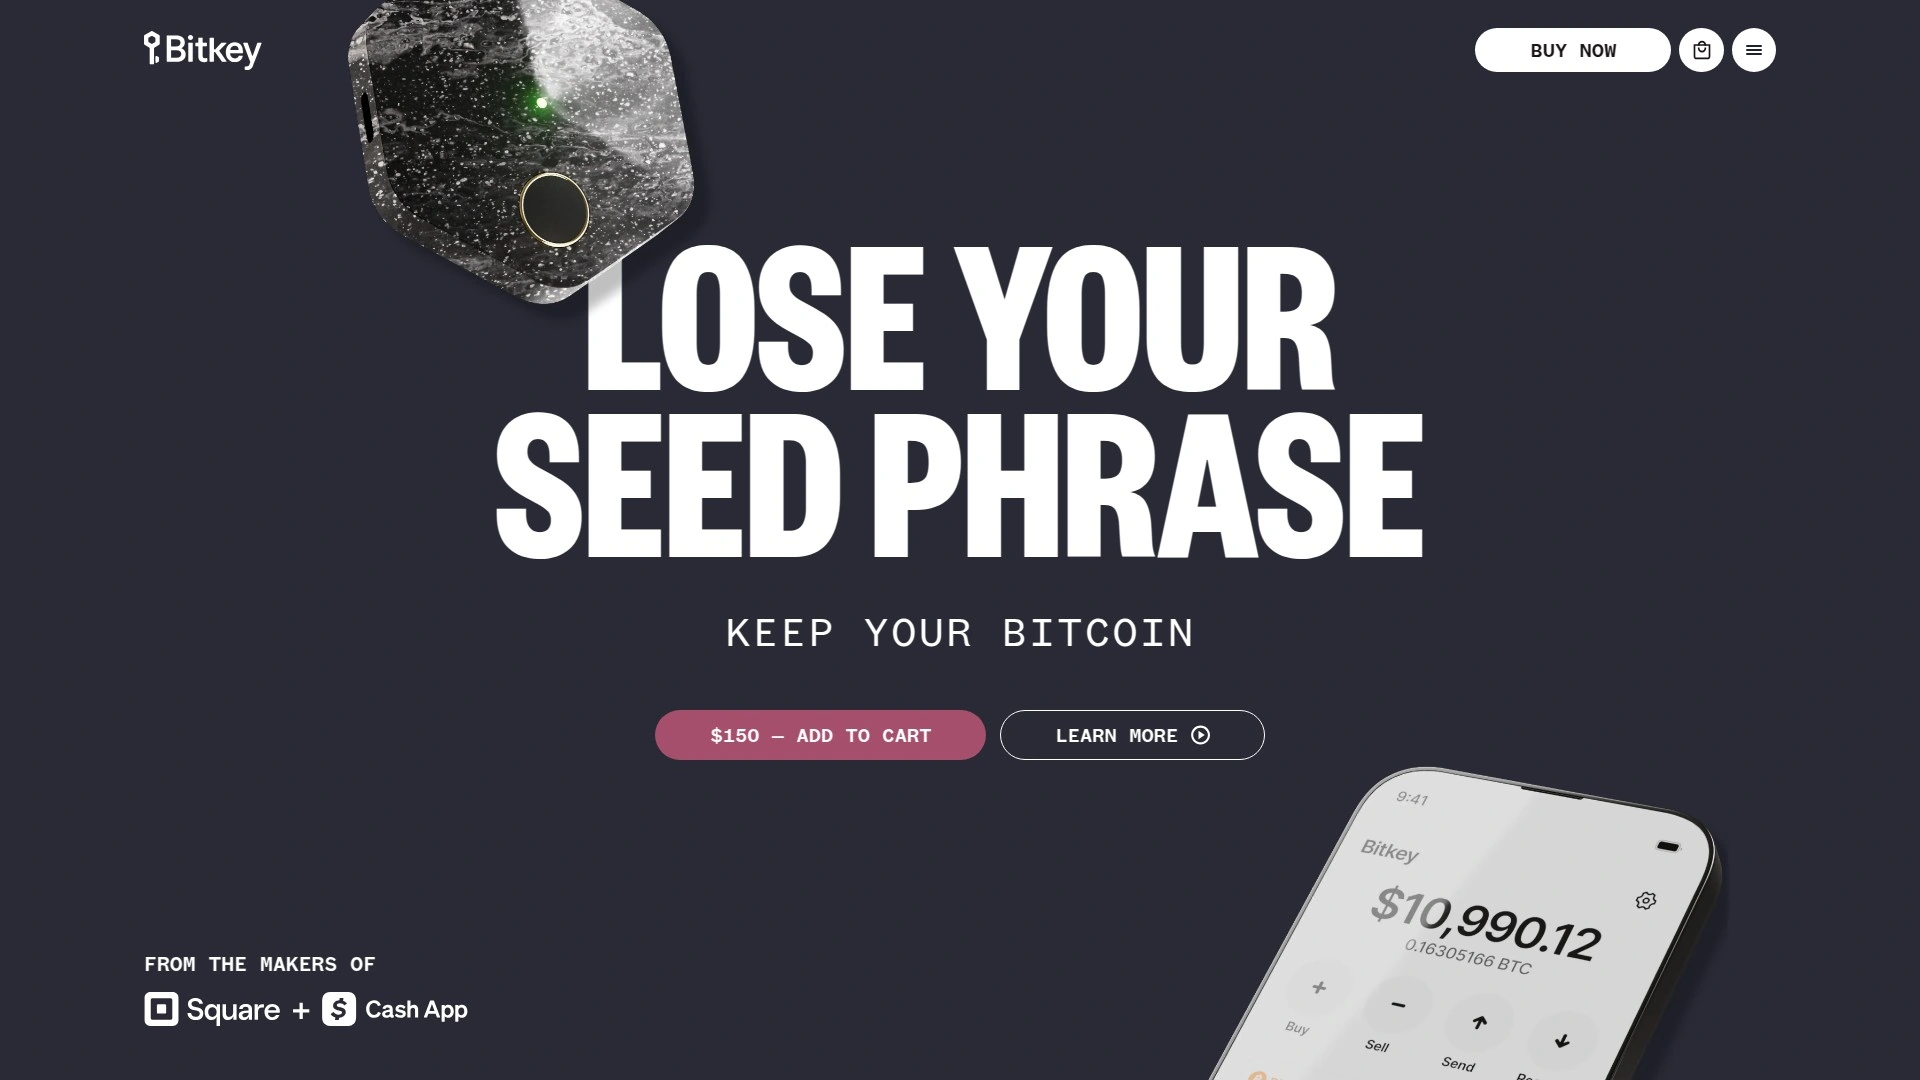 Bitkey
BUY NOW
LOSE YOUR
SEED PHRASE
KEEP YOUR BITCOIN
$150 — ADD TO CART
LEARN MORE
9:41
Bitkey
$10,990.12
0.16305166 BTC
Buy
Sell
Send
FROM THE MAKERS OF
Square + Cash App